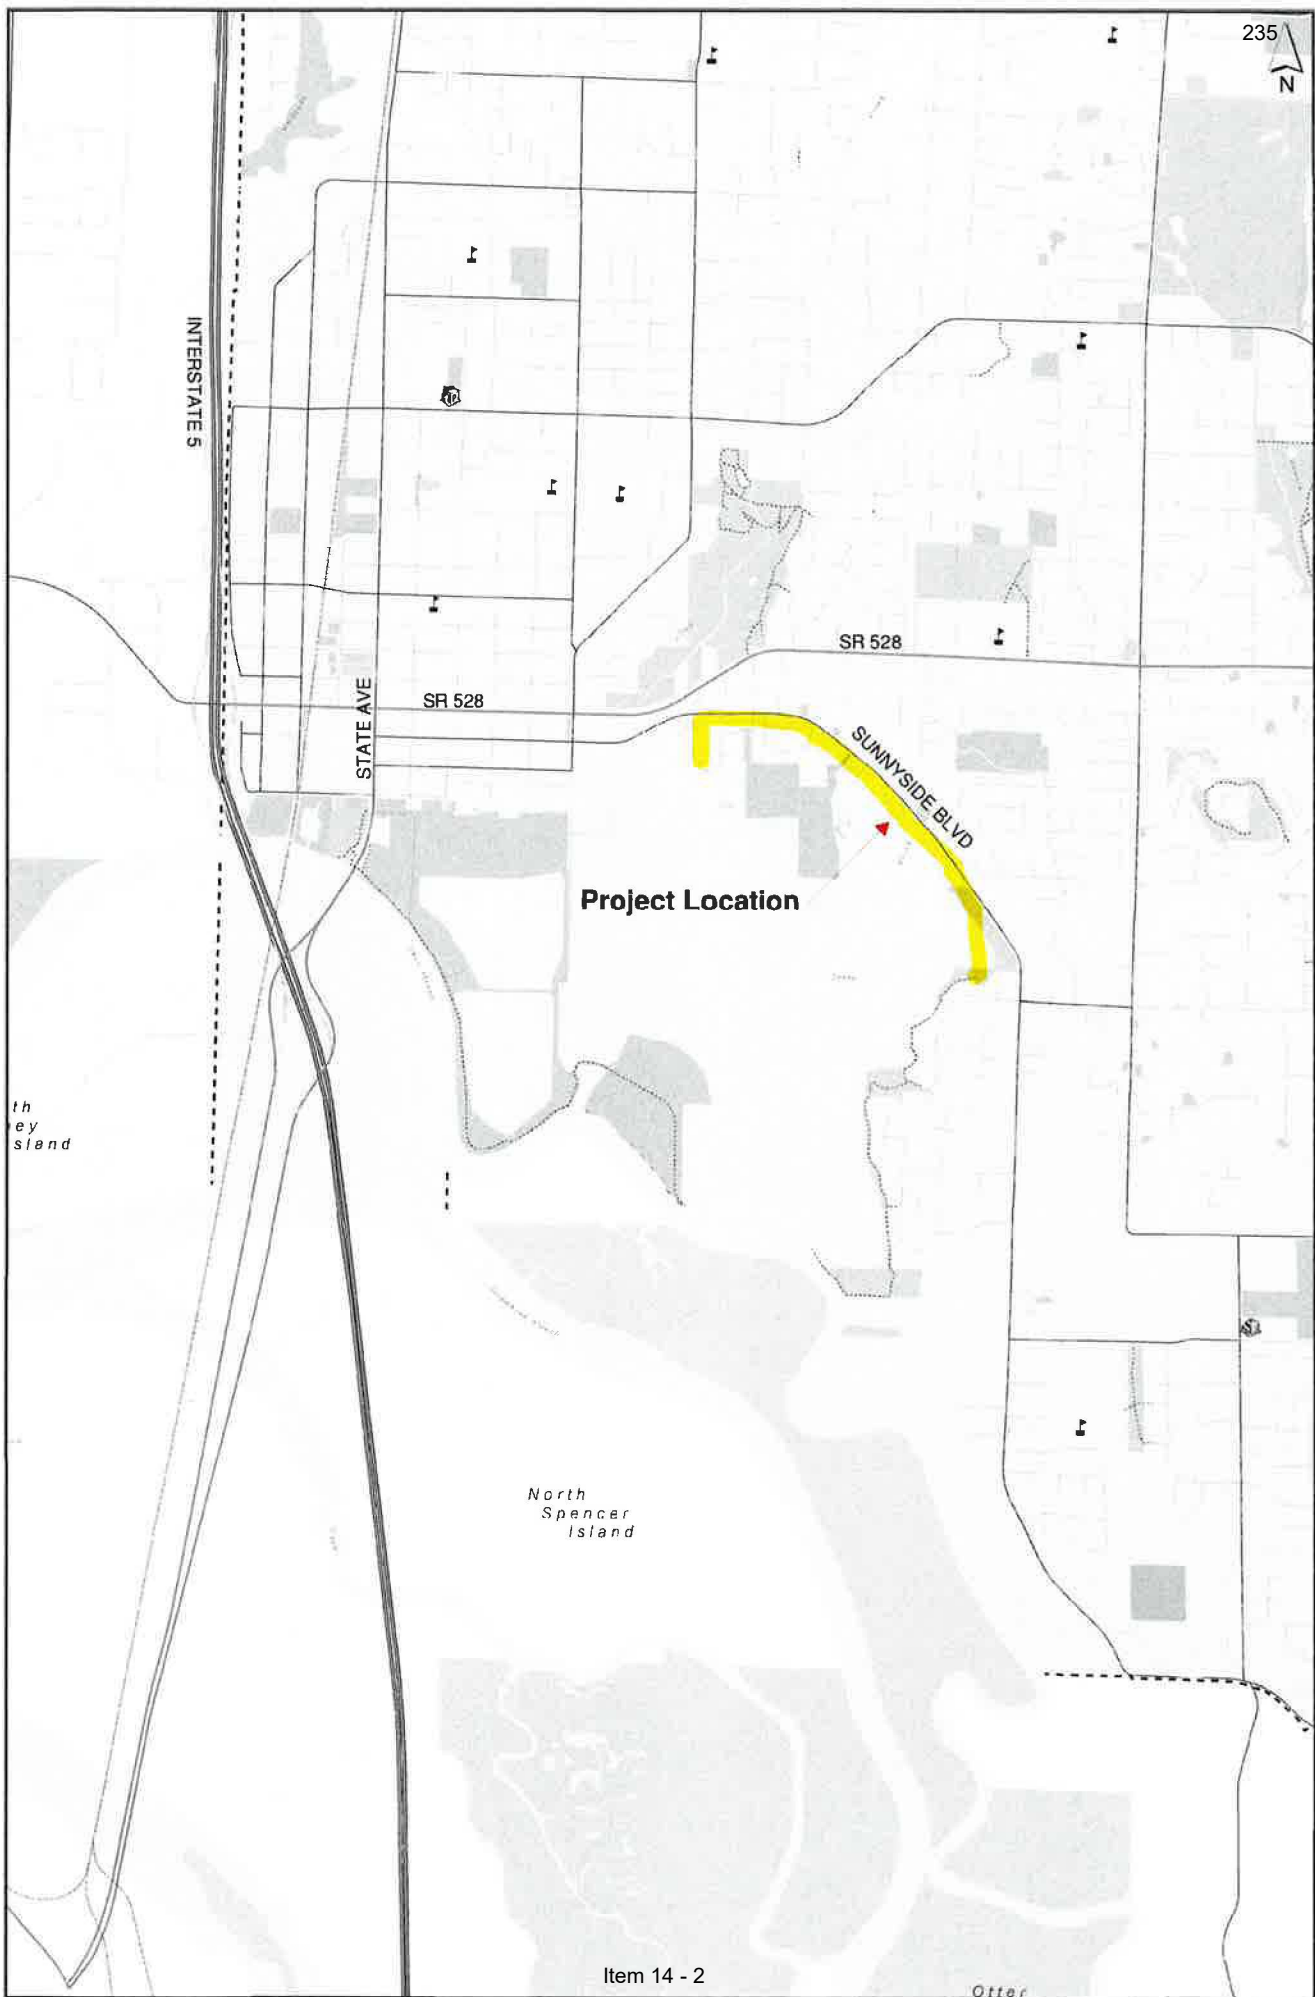 235
N
INTERSTATE 5
SR 528
STATE AVE
SR 528
SUNNYSIDE BLVD
Project Location
th
ey
sland
North
Spencer
Island
Item 14 - 2
Otter